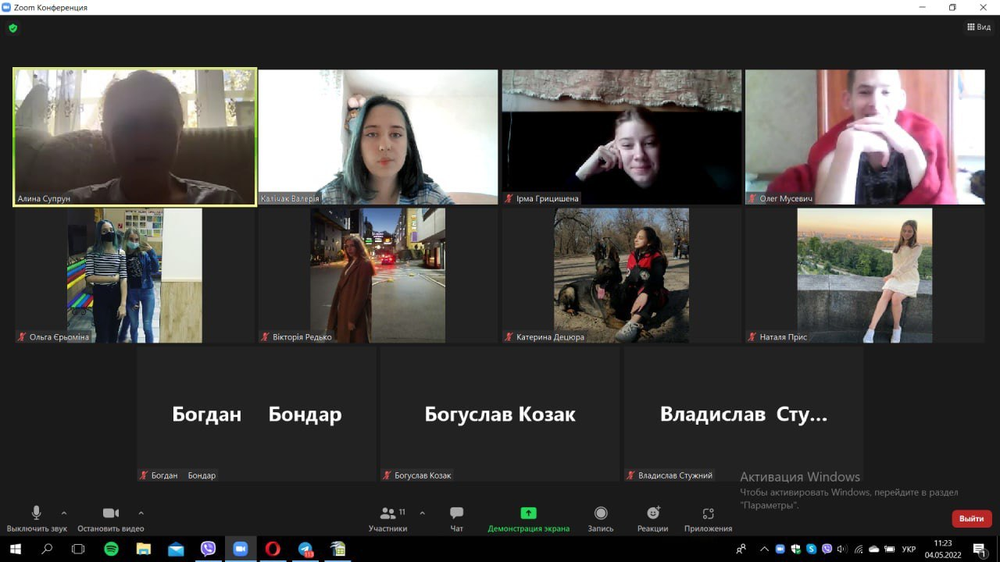 Zoom Конференция
Вид
Алина Супрун
Калічак Валерія
Ірма Грицишена
Олег Мусевич
Ольга Єрьоміна
Вікторія Редько
Катерина Децюра
Наталя Прис
Богдан Бондар
Богуслав Козак
Владислав Сту...
Богдан Бондар
Богуслав Козак
Владислав Стужний
Активация Windows
Чтобы активировать Windows, перейдите в раздел
"Параметры".
Выключить звук
Остановить видео
Участники
11
Чат
Демонстрация экрана
Запись
Реакции
Приложения
Выйти
113
УКР
11:23
04.05.2022
1